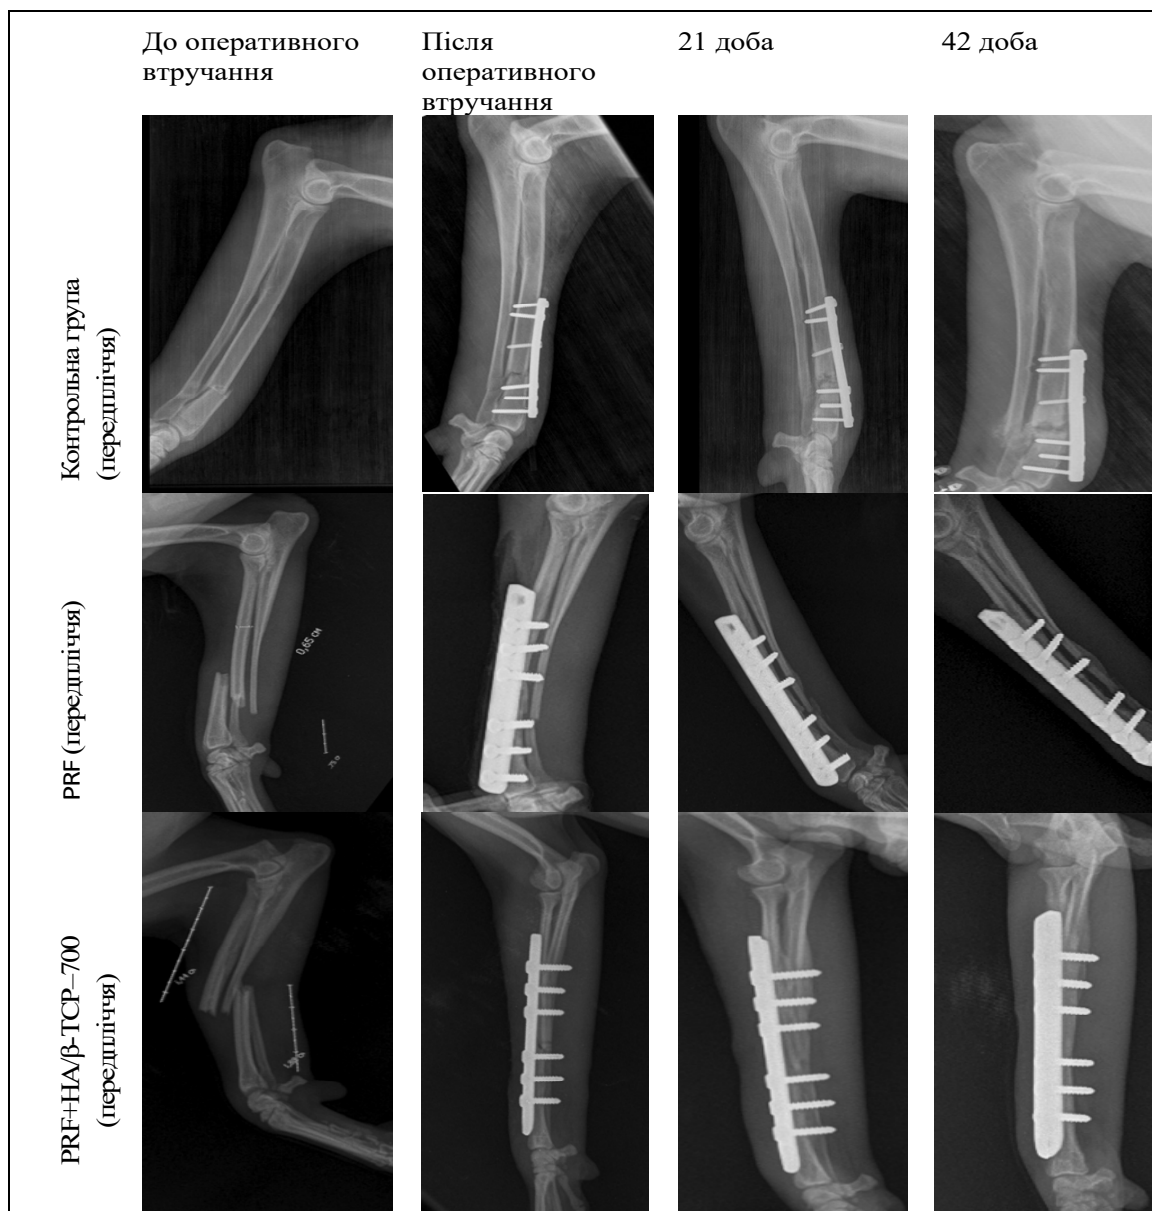 До оперативного
втручання
Після
оперативного
втручання
21 доба
42 доба
Контрольна група
(передпліччя)
PRF (передпліччя)
0,65 см
PRF+HA/β-TCP–700
(передпліччя)